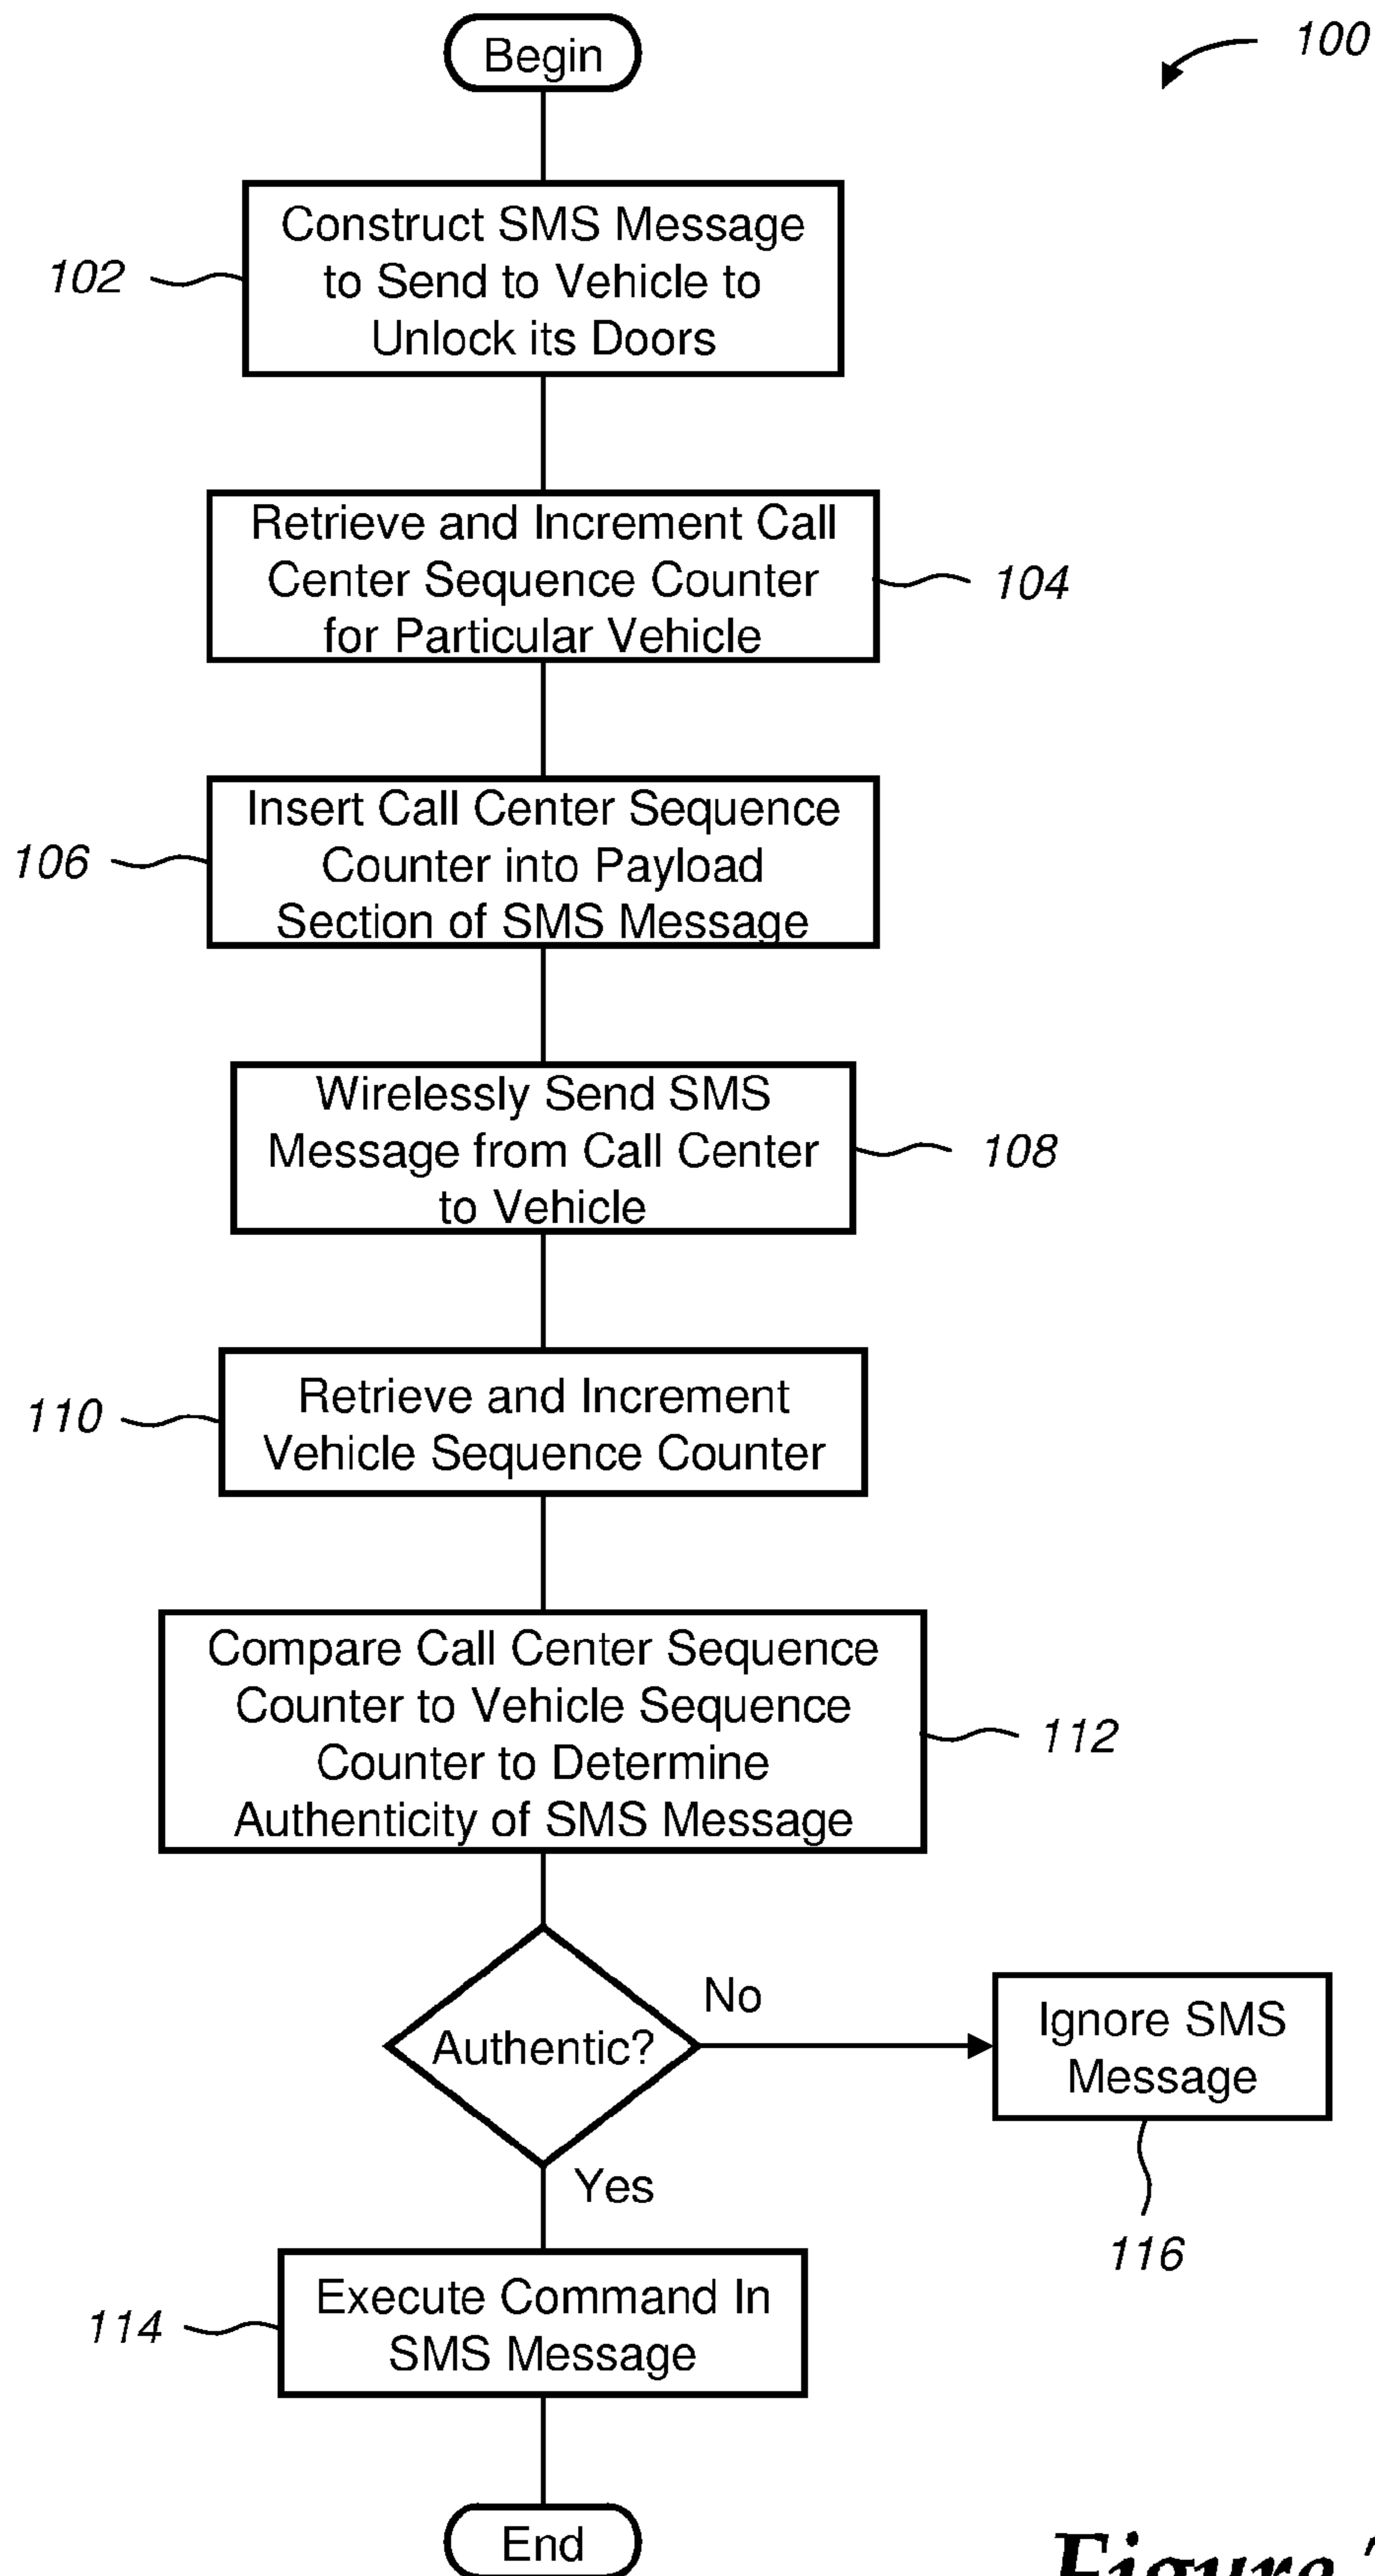 Begin
100
Construct SMS Message
to Send to Vehicle to
Unlock its Doors
102
Retrieve and Increment Call
Center Sequence Counter
for Particular Vehicle
104
Insert Call Center Sequence
Counter into Payload
Section of SMS Message
106
Wirelessly Send SMS
Message from Call Center
to Vehicle
108
Retrieve and Increment
Vehicle Sequence Counter
110
Compare Call Center Sequence
Counter to Vehicle Sequence
Counter to Determine
Authenticity of SMS Message
112
Authentic?
No
Ignore SMS
Message
116
Yes
Execute Command In
SMS Message
114
End
Figure